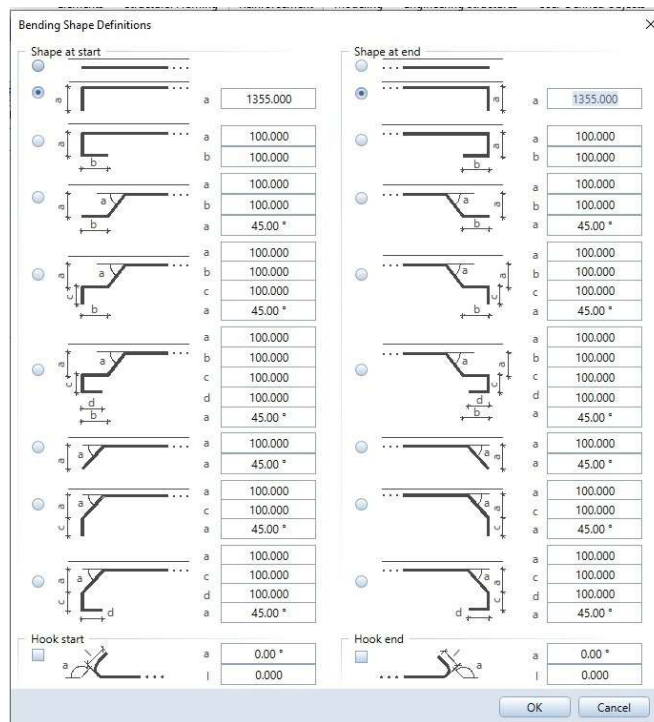 Bending Shape Definitions
Shape at start
Shape at end
a a 1355.000
a a 1355.000
a b a 100.000
b 100.000
a b a 100.000
b 100.000
a a b a 100.000
b 100.000
a 45.00 °
a a b a 100.000
b 100.000
a 45.00 °
a a c b a 100.000
b 100.000
c 100.000
a 45.00 °
a a c b a 100.000
b 100.000
c 100.000
a 45.00 °
a a c d b a 100.000
b 100.000
c 100.000
d 100.000
a 45.00 °
a a c d b a 100.000
b 100.000
c 100.000
d 100.000
a 45.00 °
a a a 100.000
a 45.00 °
a a a 100.000
a 45.00 °
a a c a 100.000
c 100.000
a 45.00 °
a a c a 100.000
c 100.000
a 45.00 °
a a c d a 100.000
c 100.000
d 100.000
a 45.00 °
a a c d a 100.000
c 100.000
d 100.000
a 45.00 °
Hook start
a l a 0.00 °
l 0.000
Hook end
a l a 0.00 °
l 0.000
OK
Cancel